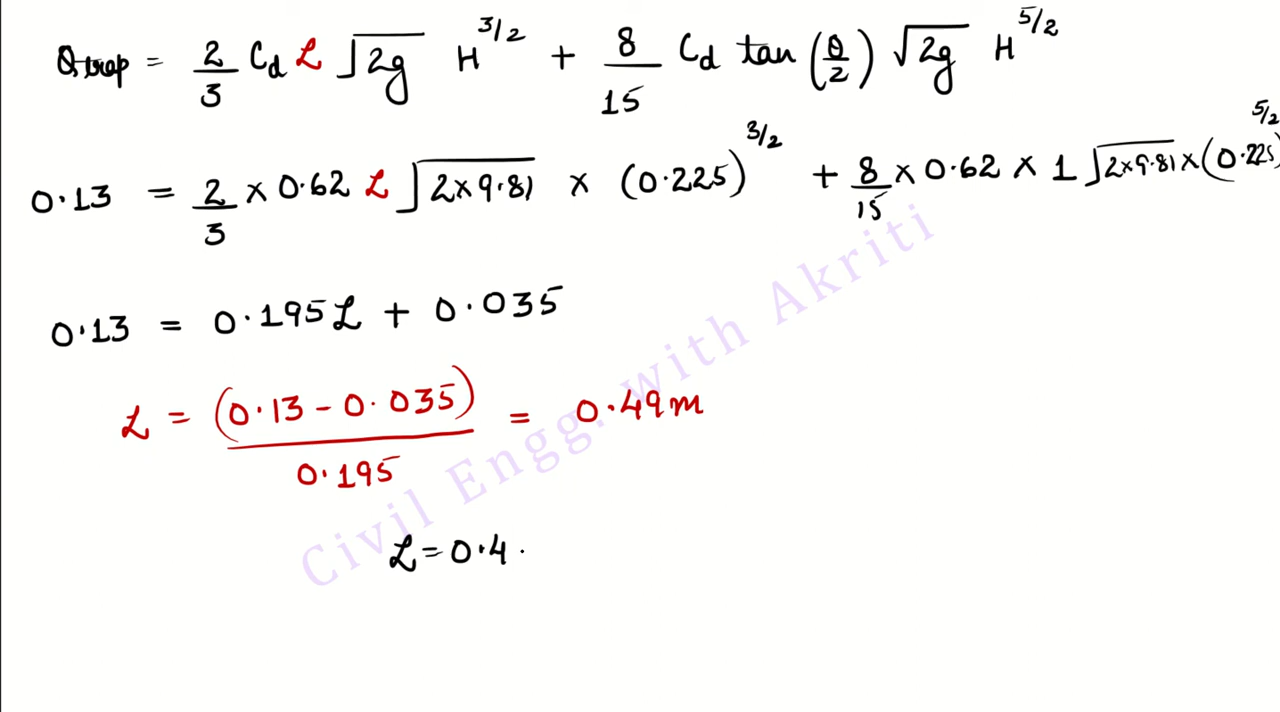 Qtrap = 2/3 Cd L √2g H^3/2 + 8/15 Cd tan (θ/2) √2g H^5/2
0.13 = 2/3 × 0.62 L √2×9.81 × (0.225)^3/2 + 8/15 × 0.62 × 1 √2×9.81 × (0.225)^5/2
0.13 = 0.195L + 0.035
L = (0.13 - 0.035)/0.195 = 0.49m
L = 0.4.
Civil Engg. with Akriti